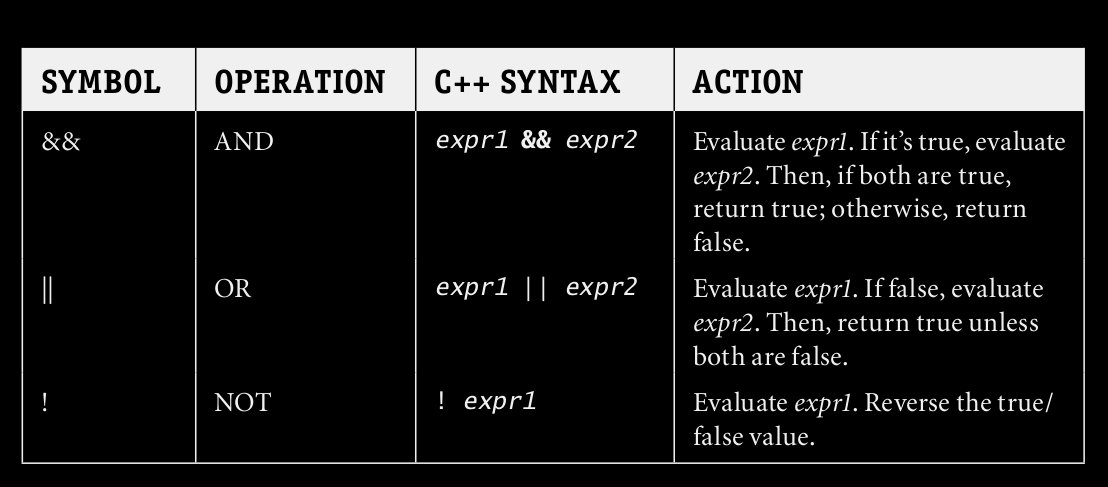 SYMBOL OPERATION C++ SYNTAX ACTION
&& AND expr1 && expr2 Evaluate expr1. If it’s true, evaluate
expr2. Then, if both are true,
return true; otherwise, return
false.
|| OR expr1 || expr2 Evaluate expr1. If false, evaluate
expr2. Then, return true unless
both are false.
! NOT ! expr1 Evaluate expr1. Reverse the true/
false value.